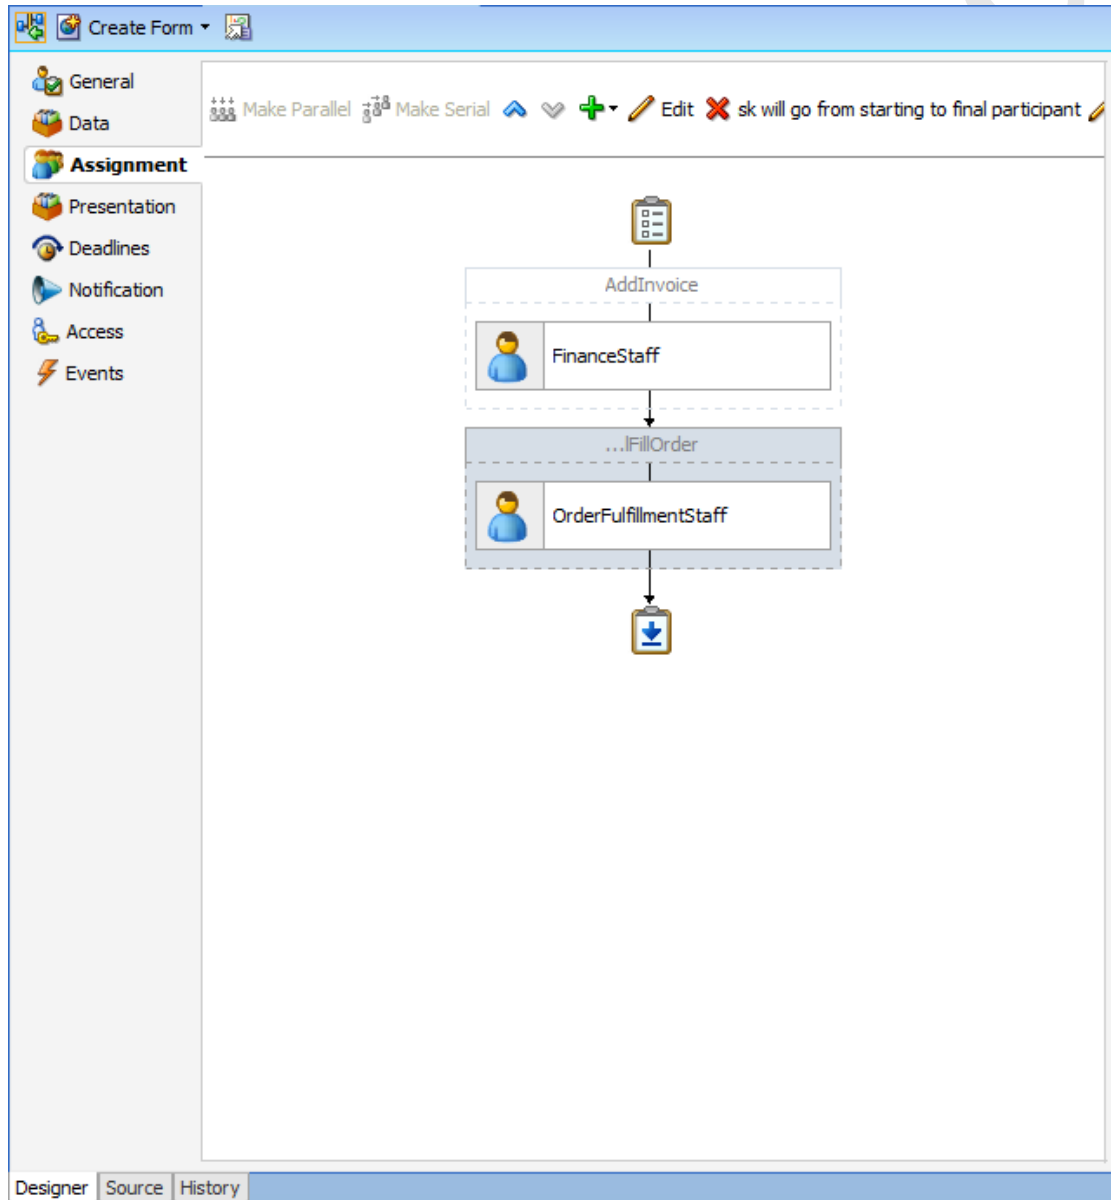 Create Form
General
Data
Assignment
Presentation
Deadlines
Notification
Access
Events
Make Parallel Make Serial Edit sk will go from starting to final participant
AddInvoice
FinanceStaff
...lFillOrder
OrderFulfillmentStaff
Designer Source History